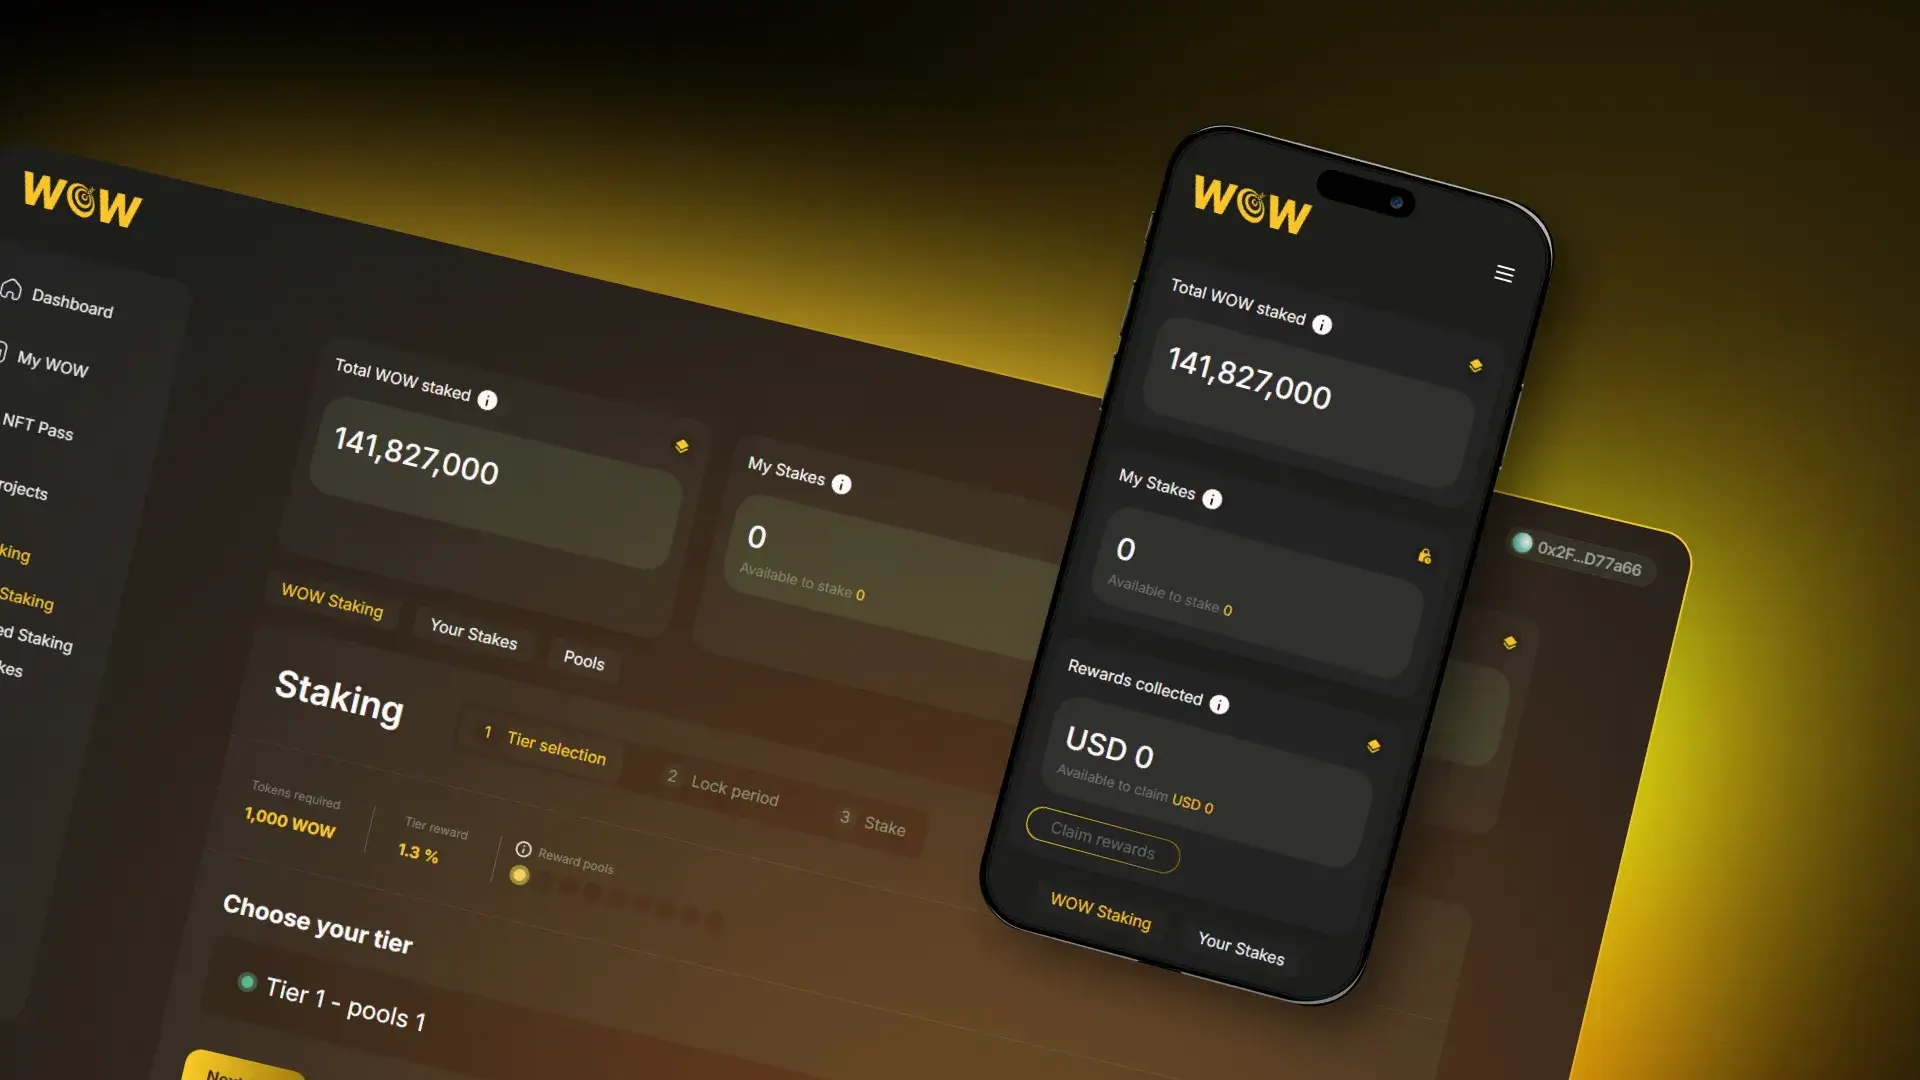 WOW
Dashboard
My WOW
NFT Pass
rojects
king
Staking
ed Staking
kes
Total WOW staked
141,827,000
My Stakes
0
Available to stake 0
0x2F...D77a66
WOW Staking
Your Stakes
Pools
Staking
1 Tier selection
2 Lock period
3 Stake
Tokens required
1,000 WOW
Tier reward
1.3 %
Reward pools
Choose your tier
Tier 1 - pools 1
WOW
Total WOW staked
141,827,000
My Stakes
0
Available to stake 0
Rewards collected
USD 0
Available to claim USD 0
Claim rewards
WOW Staking
Your Stakes